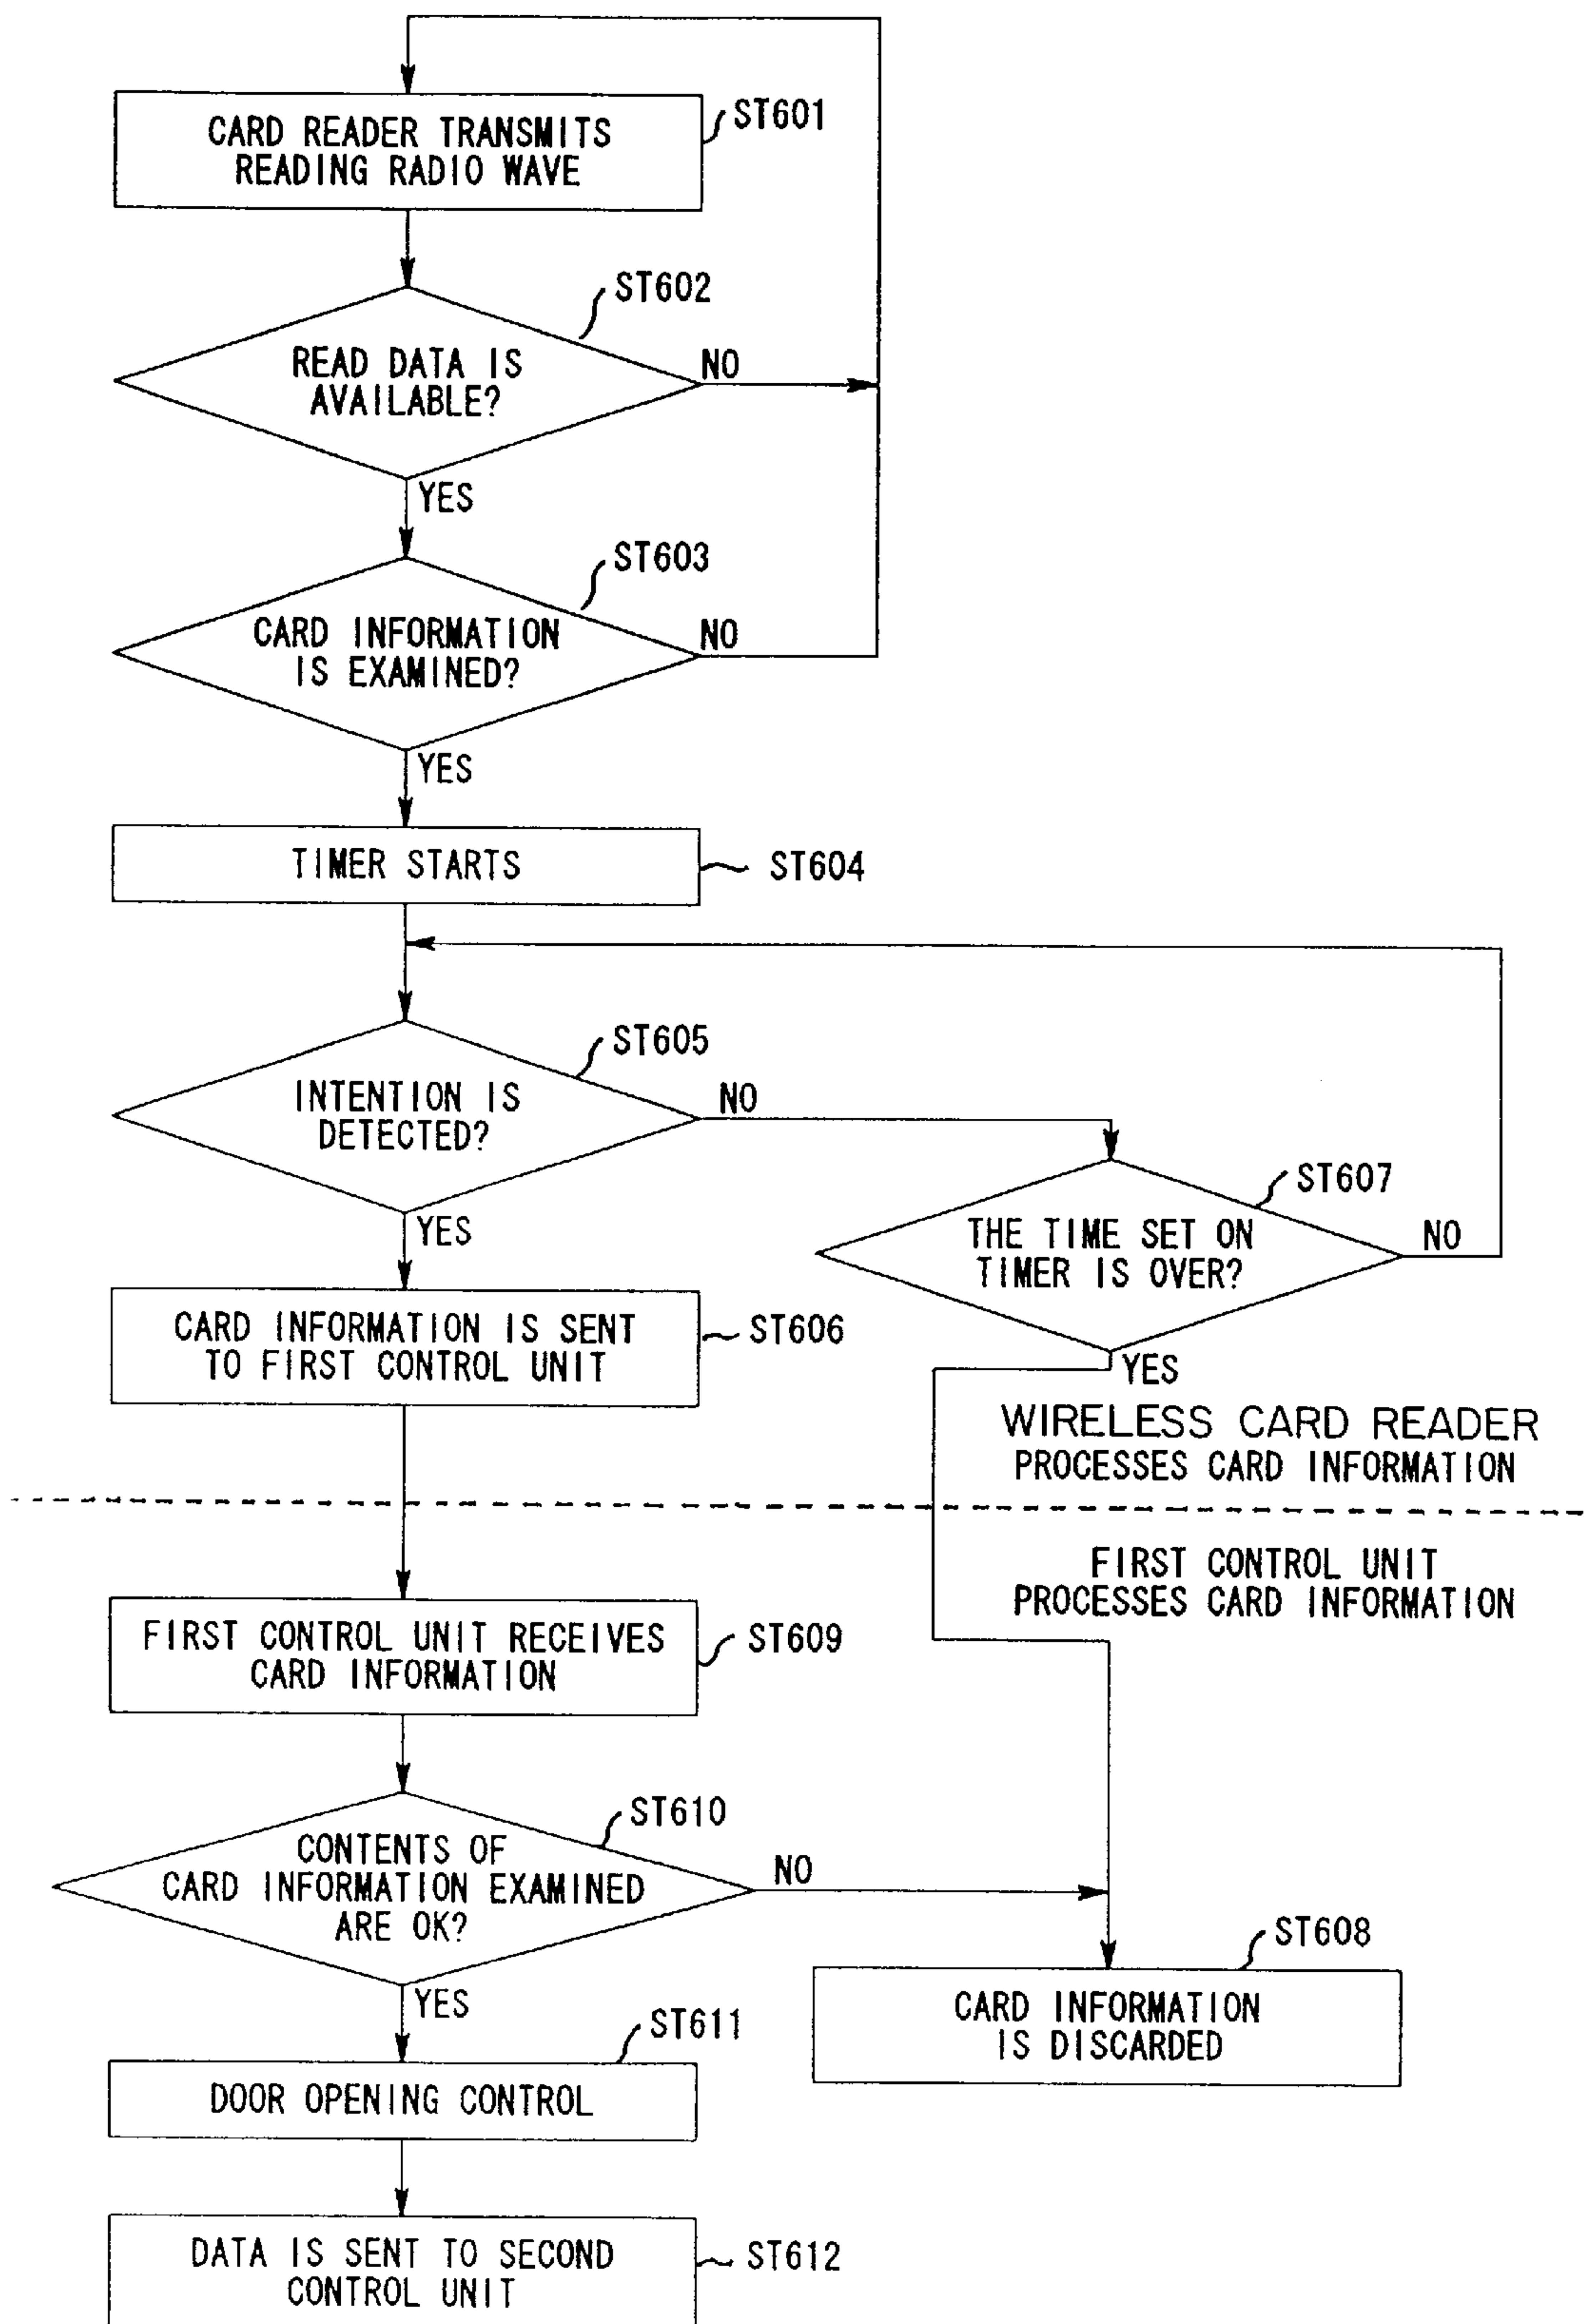 CARD READER TRANSMITS
READING RADIO WAVE
ST601
ST602
READ DATA IS
AVAILABLE?
NO
YES
ST603
CARD INFORMATION
IS EXAMINED?
NO
YES
TIMER STARTS
ST604
ST605
INTENTION IS
DETECTED?
NO
YES
ST607
THE TIME SET ON
TIMER IS OVER?
NO
YES
CARD INFORMATION IS SENT
TO FIRST CONTROL UNIT
ST606
WIRELESS CARD READER
PROCESSES CARD INFORMATION
FIRST CONTROL UNIT
PROCESSES CARD INFORMATION
FIRST CONTROL UNIT RECEIVES
CARD INFORMATION
ST609
ST610
CONTENTS OF
CARD INFORMATION EXAMINED
ARE OK?
NO
YES
ST608
CARD INFORMATION
IS DISCARDED
ST611
DOOR OPENING CONTROL
DATA IS SENT TO SECOND
CONTROL UNIT
ST612